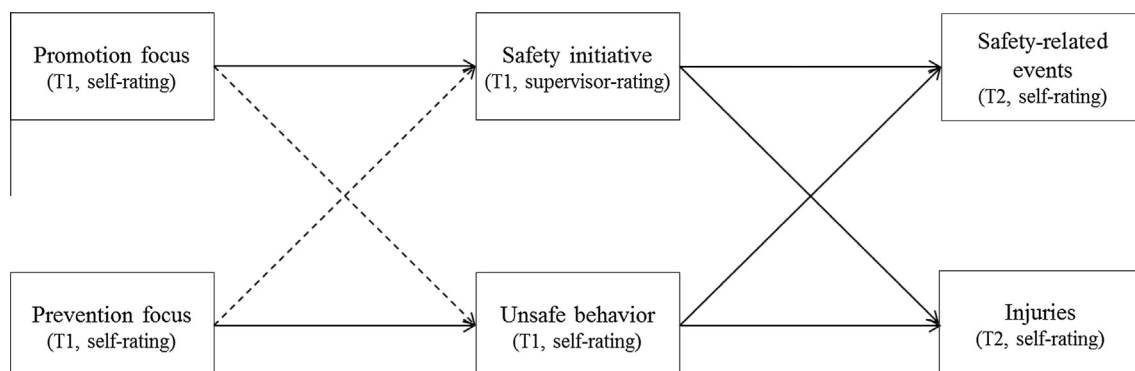 Promotion focus
(T1, self-rating)
Safety initiative
(T1, supervisor-rating)
Safety-related
events
(T2, self-rating)
Prevention focus
(T1, self-rating)
Unsafe behavior
(T1, self-rating)
Injuries
(T2, self-rating)